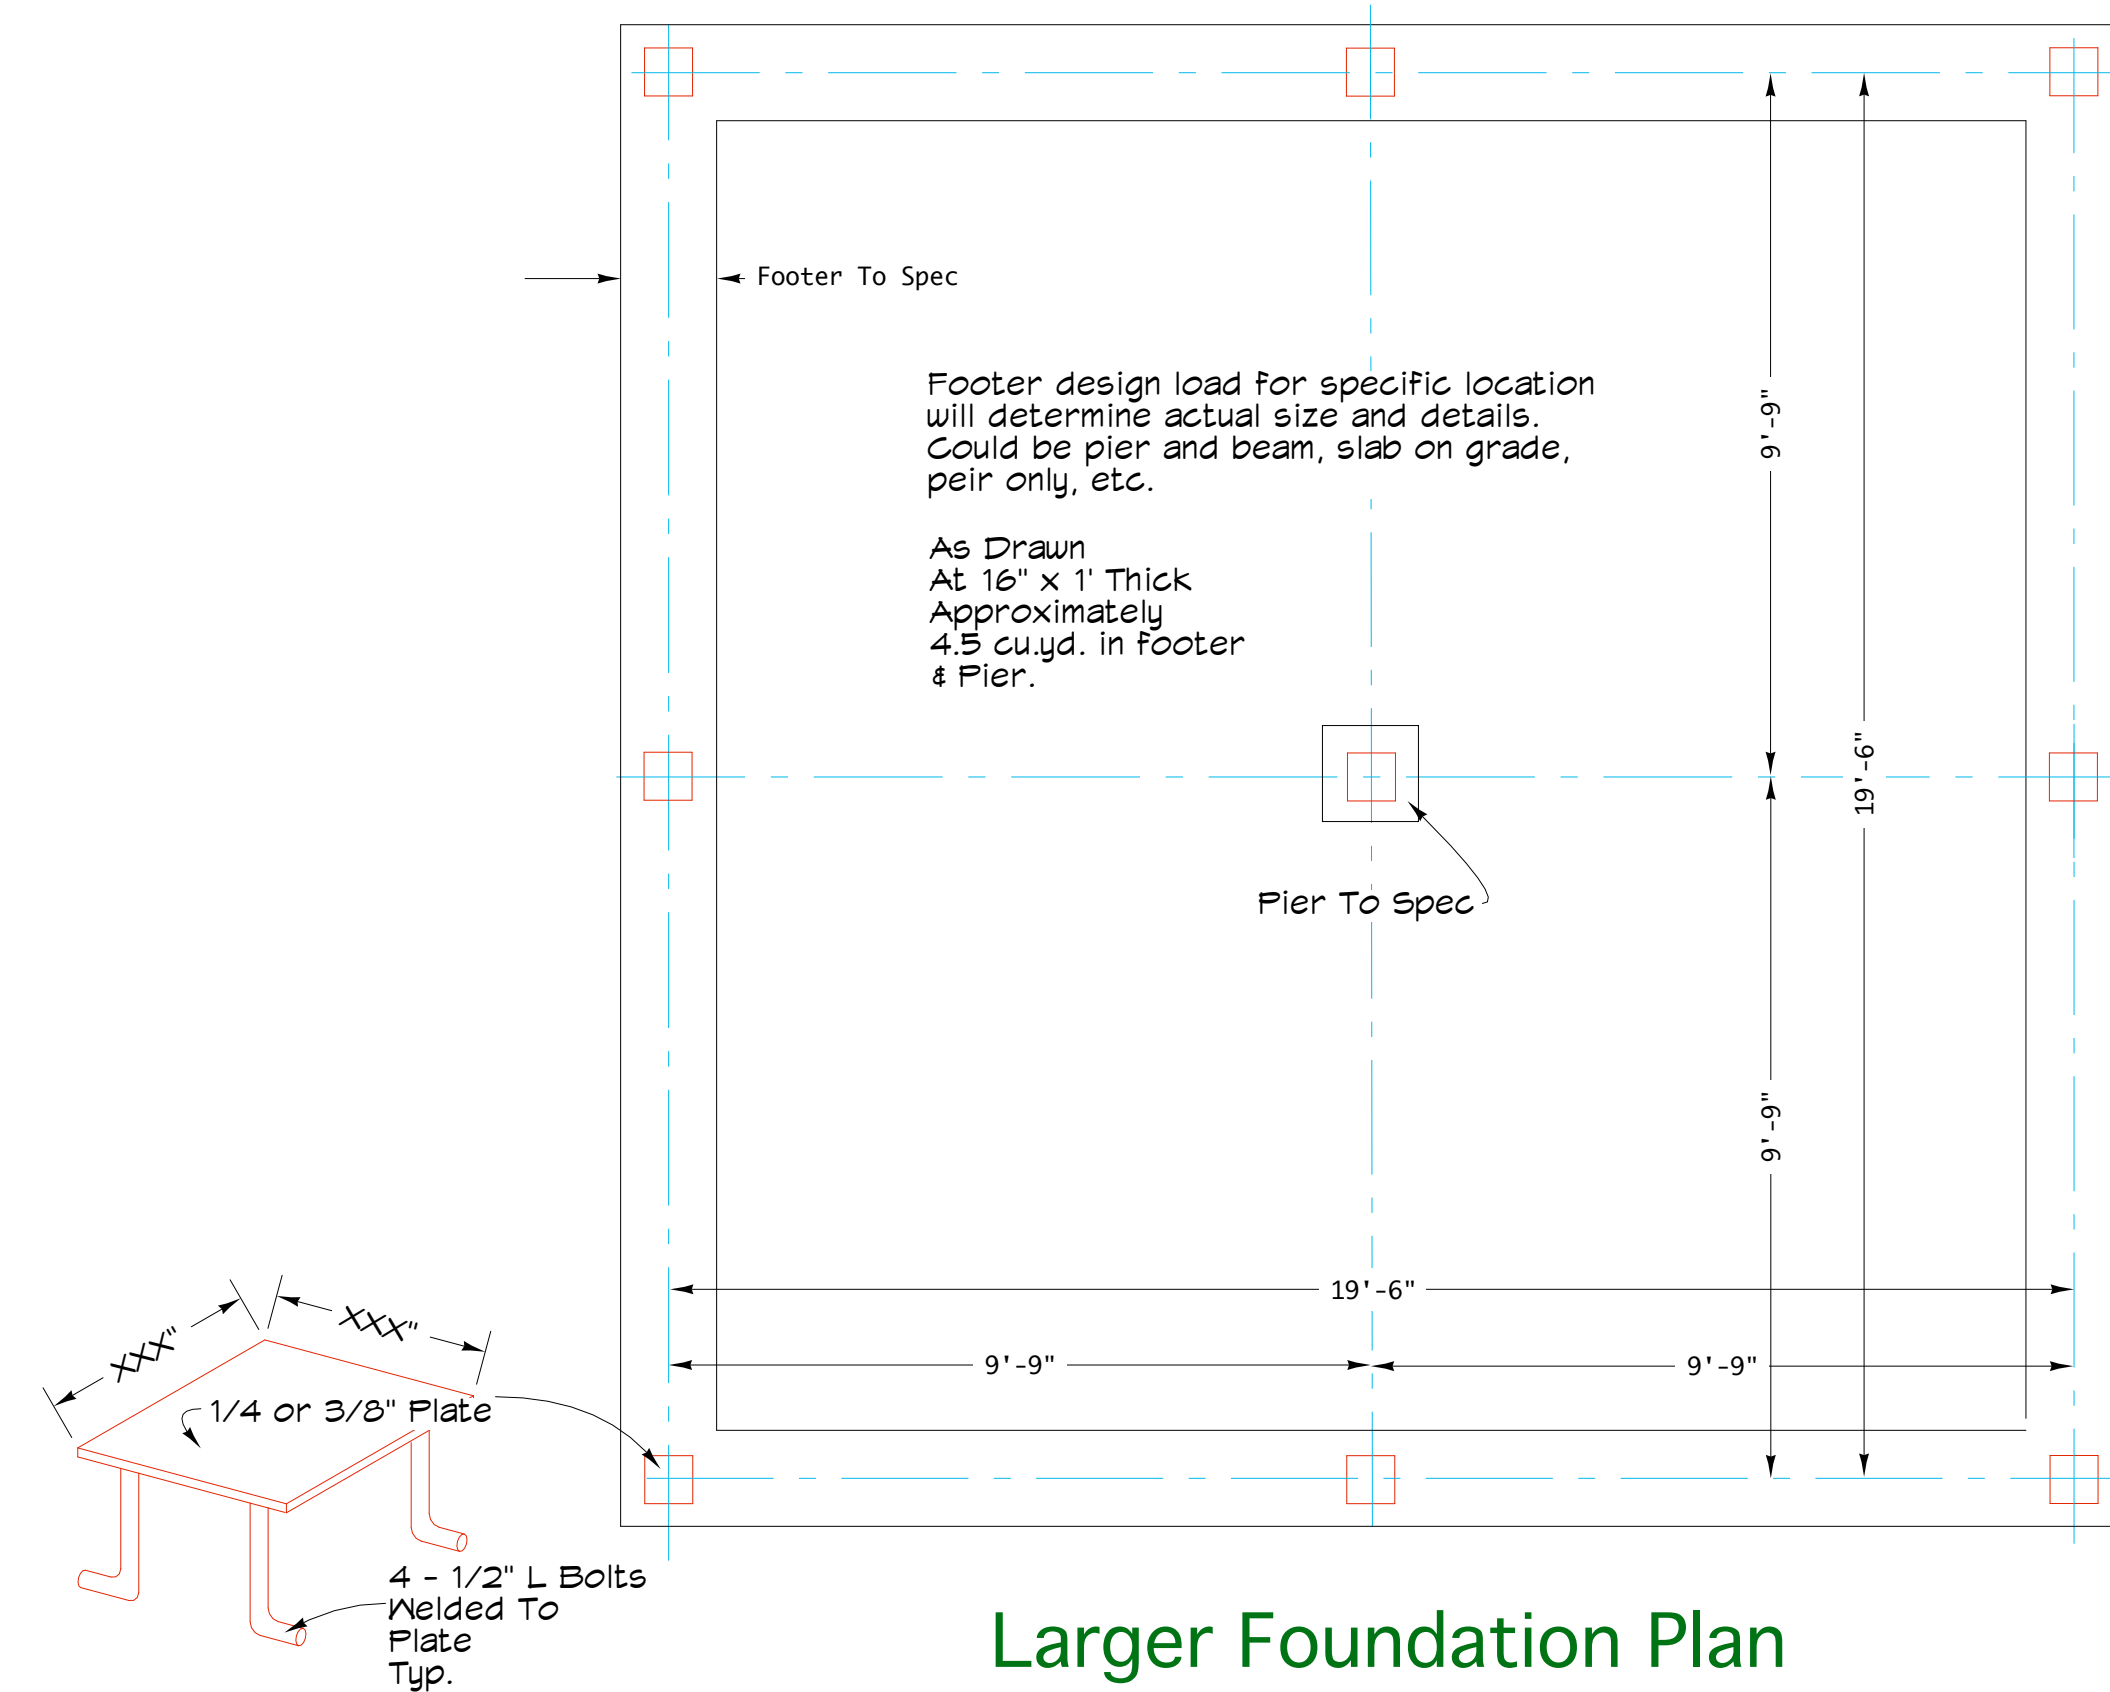 Footer To Spec
Footer design load for specific location
will determine actual size and details.
Could be pier and beam, slab on grade,
peir only, etc.
As Drawn
At 16" x 1' Thick
Approximately
4.5 cu.yd. in footer
& Pier.
9'-9"
19'-6"
Pier To Spec
9'-9"
19'-6"
9'-9"
9'-9"
XXX"
XXX"
1/4 or 3/8" Plate
4 - 1/2" L Bolts
Welded To
Plate
Typ.
Larger Foundation Plan